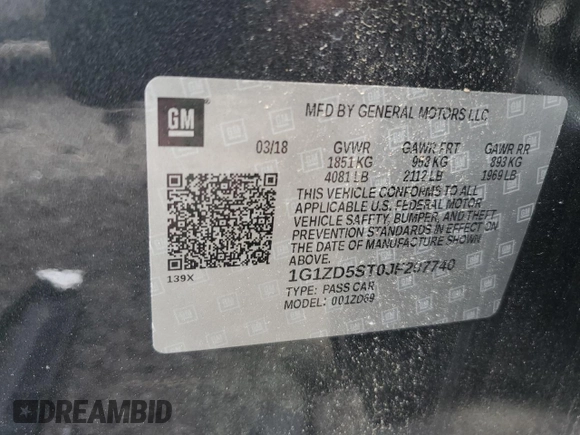 GM
MFD BY GENERAL MOTORS LLC
03/18 GVWR GAWR FRT GAWR RR
1851 KG 958 KG 893 KG
4081 LB 2112 LB 1969 LB
THIS VEHICLE CONFORMS TO ALL
APPLICABLE U.S. FEDERAL MOTOR
VEHICLE SAFETY, BUMPER, AND THEFT
PREVENTION STANDARDS IN EFFECT ON
THE DATE OF MANUFACTURE SHOWN
ABOVE.
139X
TYPE: PASS CAR
MODEL: 001ZD69
DREAMBID